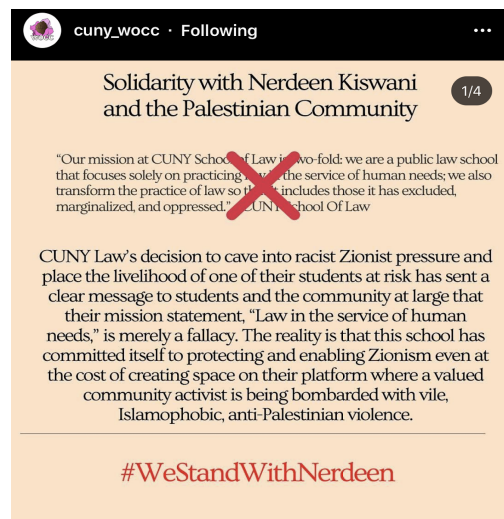 cuny_wocc · Following
1/4
Solidarity with Nerdeen Kiswani
and the Palestinian Community
“Our mission at CUNY School of Law is two-fold: we are a public law school
that focuses solely on practicing law in the service of human needs; we also
transform the practice of law so that it includes those it has excluded,
marginalized, and oppressed.” CUNY School Of Law
CUNY Law’s decision to cave into racist Zionist pressure and
place the livelihood of one of their students at risk has sent a
clear message to students and the community at large that
their mission statement, “Law in the service of human
needs,” is merely a fallacy. The reality is that this school has
committed itself to protecting and enabling Zionism even at
the cost of creating space on their platform where a valued
community activist is being bombarded with vile,
Islamophobic, anti-Palestinian violence.
#WeStandWithNerdeen